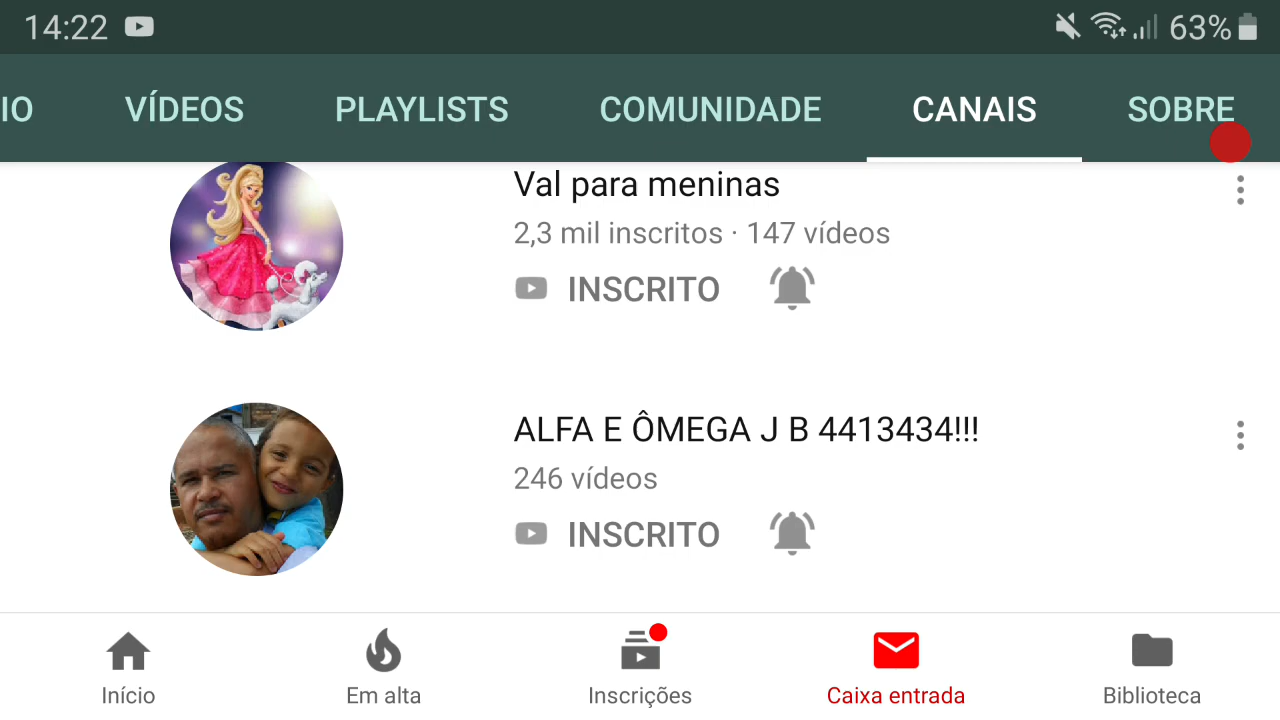 14:22 63%
IO VÍDEOS PLAYLISTS COMUNIDADE CANAIS SOBRE
Val para meninas
2,3 mil inscritos · 147 vídeos
INSCRITO
ALFA E ÔMEGA J B 4413434!!!
246 vídeos
INSCRITO
Início Em alta Inscrições Caixa entrada Biblioteca